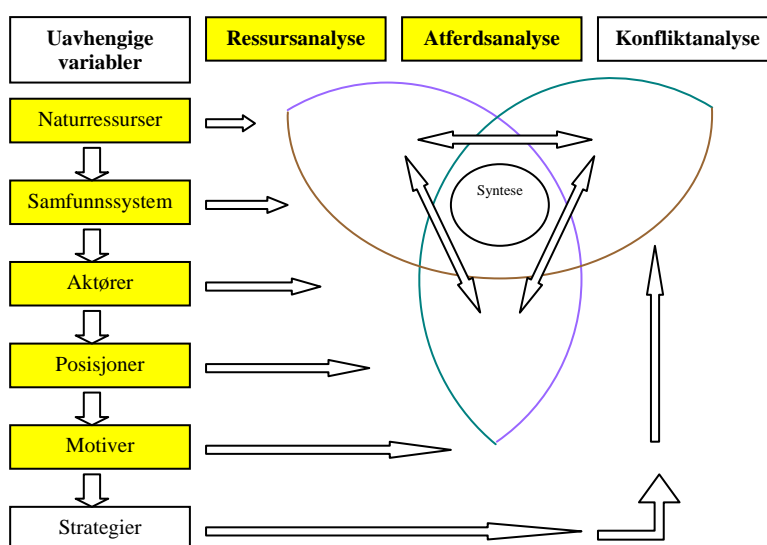 Uavhengige
variabler
Ressursanalyse
Atferdsanalyse
Konfliktanalyse
Naturressurser
Samfunnssystem
Aktører
Posisjoner
Motiver
Strategier
Syntese